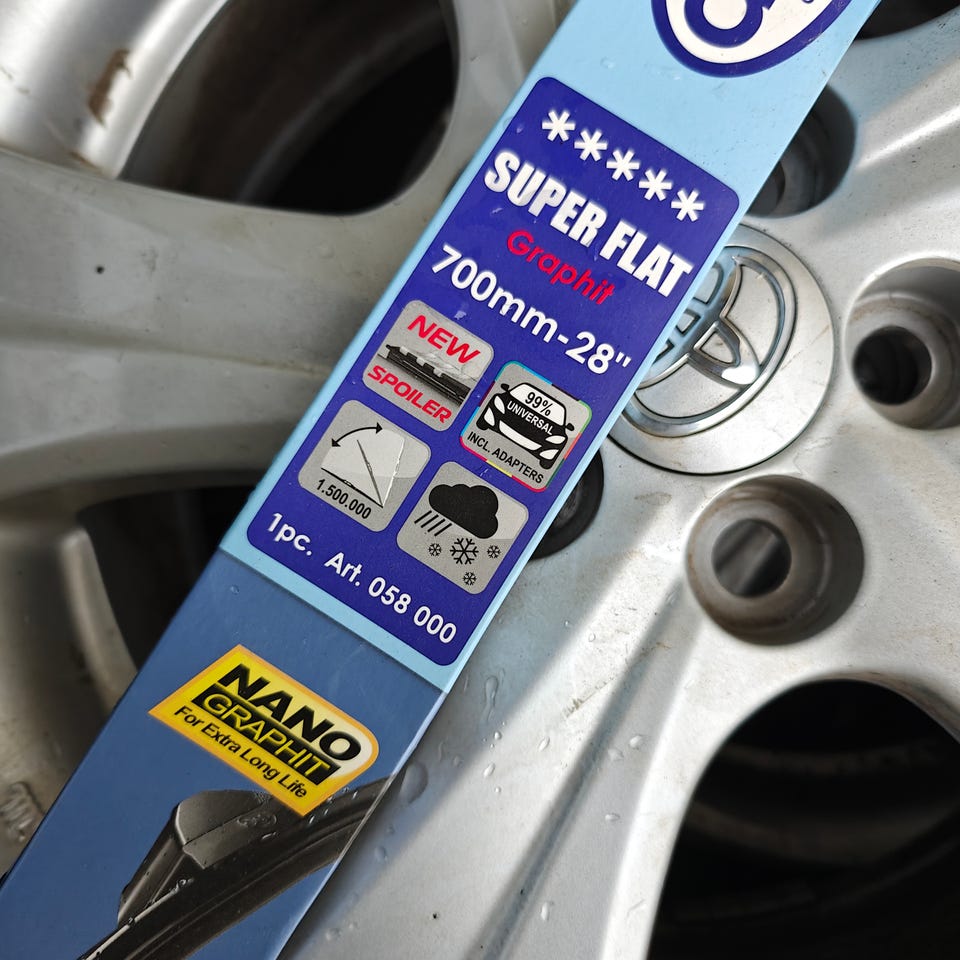 *****
SUPER FLAT
Graphit
700mm-28"
NEW
SPOILER
99%
UNIVERSAL
INCL. ADAPTERS
1.500.000
1pc. Art. 058 000
NANO
GRAPHIT
For Extra Long Life